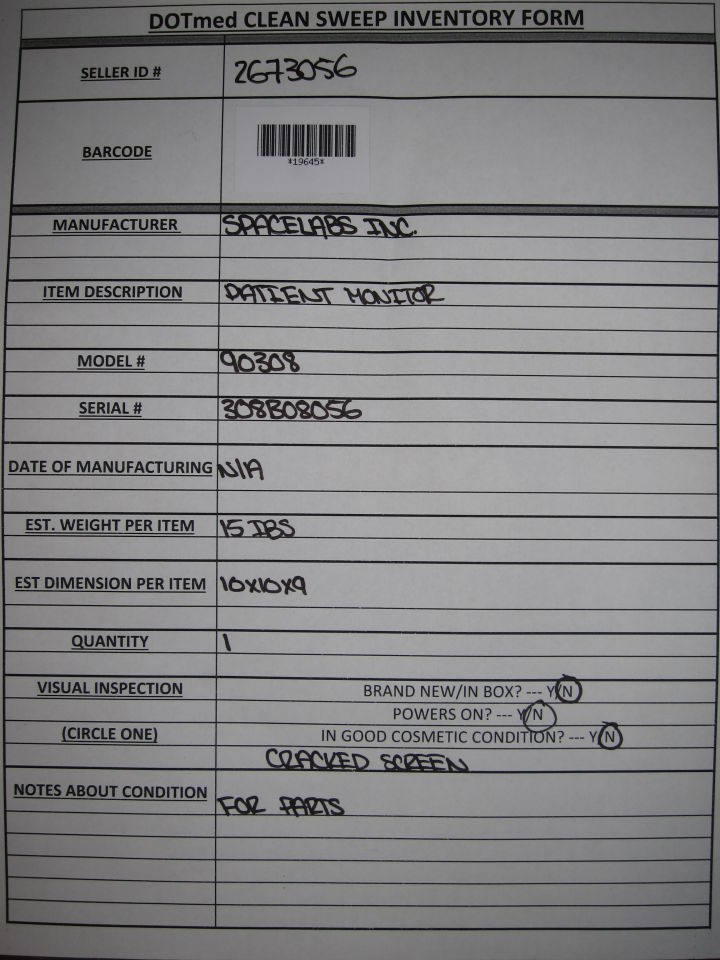 DOTmed CLEAN SWEEP INVENTORY FORM
SELLER ID # 2673056
BARCODE
*19645*
MANUFACTURER SPACELABS INC.
ITEM DESCRIPTION PATIENT MONITOR
MODEL # 90308
SERIAL # 308B08056
DATE OF MANUFACTURING N/A
EST. WEIGHT PER ITEM 15 IBS
EST DIMENSION PER ITEM 10X10X9
QUANTITY 1
VISUAL INSPECTION BRAND NEW/IN BOX? --- Y/N
POWERS ON? --- Y/N
(CIRCLE ONE) IN GOOD COSMETIC CONDITION? --- Y/N
CRACKED SCREEN
NOTES ABOUT CONDITION FOR PARTS